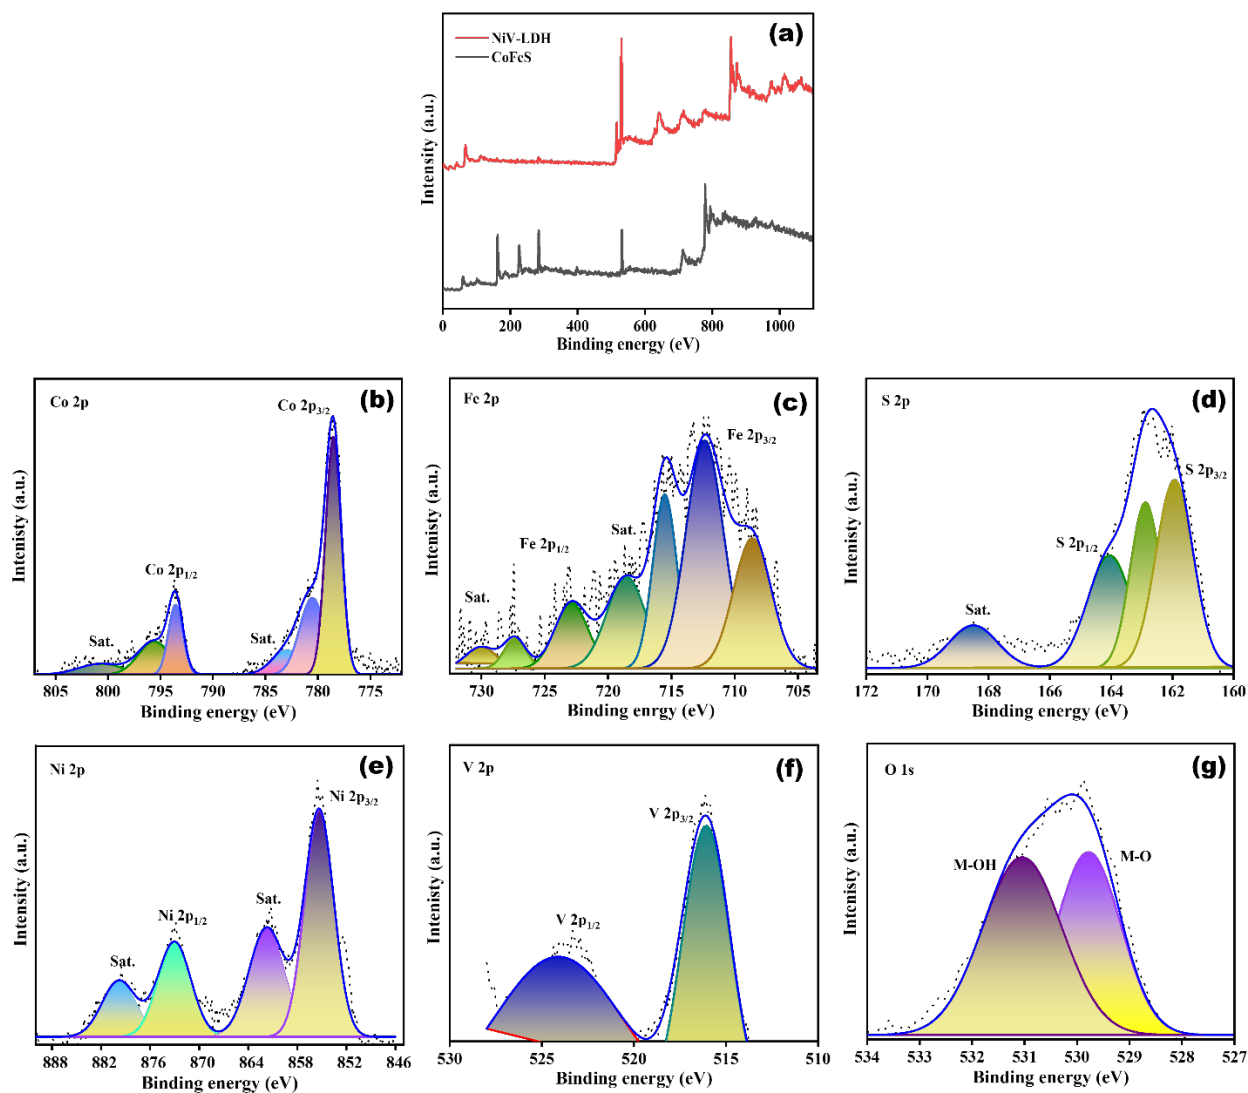 (a)
NiV-LDH
CoFeS
Intensity (a.u.)
0 200 400 600 800 1000
Binding energy (eV)
Co 2p
Co 2p3/2
(b)
Co 2p1/2
Sat.
Sat.
Intenisty (a.u.)
805 800 795 790 785 780 775
Binding energy (eV)
Fe 2p
(c)
Fe 2p3/2
Sat.
Fe 2p1/2
Sat.
Intenisty (a.u.)
730 725 720 715 710 705
Binding enrgy (eV)
S 2p
(d)
S 2p3/2
S 2p1/2
Sat.
Intenisty (a.u.)
172 170 168 166 164 162 160
Binding energy (eV)
Ni 2p
(e)
Ni 2p3/2
Sat.
Ni 2p1/2
Sat.
Intenisty (a.u.)
888 882 876 870 864 858 852 846
Binding energy (eV)
V 2p
(f)
V 2p3/2
V 2p1/2
Intenisty (a.u.)
530 525 520 515 510
Binding energy (eV)
O 1s
(g)
M-OH
M-O
Intenisty (a.u.)
534 533 532 531 530 529 528 527
Binding energy (eV)